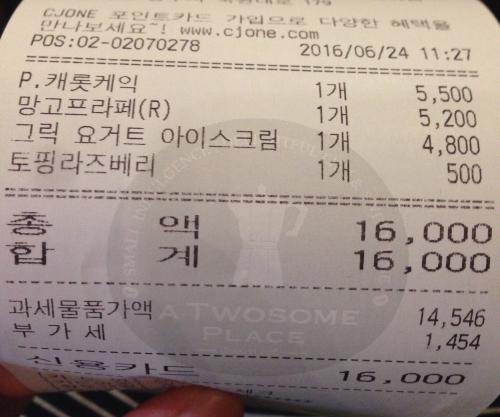 CJONE 포인트카드 가입으로 다양한 혜택을
만나보세요~! www.cjone.com
POS:02-02070278 2016/06/24 11:27
P.캐롯케익 1개 5,500
망고프라페(R) 1개 5,200
그릭 요거트 아이스크림 1개 4,800
토핑라즈베리 1개 500
총 액 16,000
합 계 16,000
과세물품가액 14,546
부 가 세 1,454
A TWOSOME
PLACE
신용카드 16,000